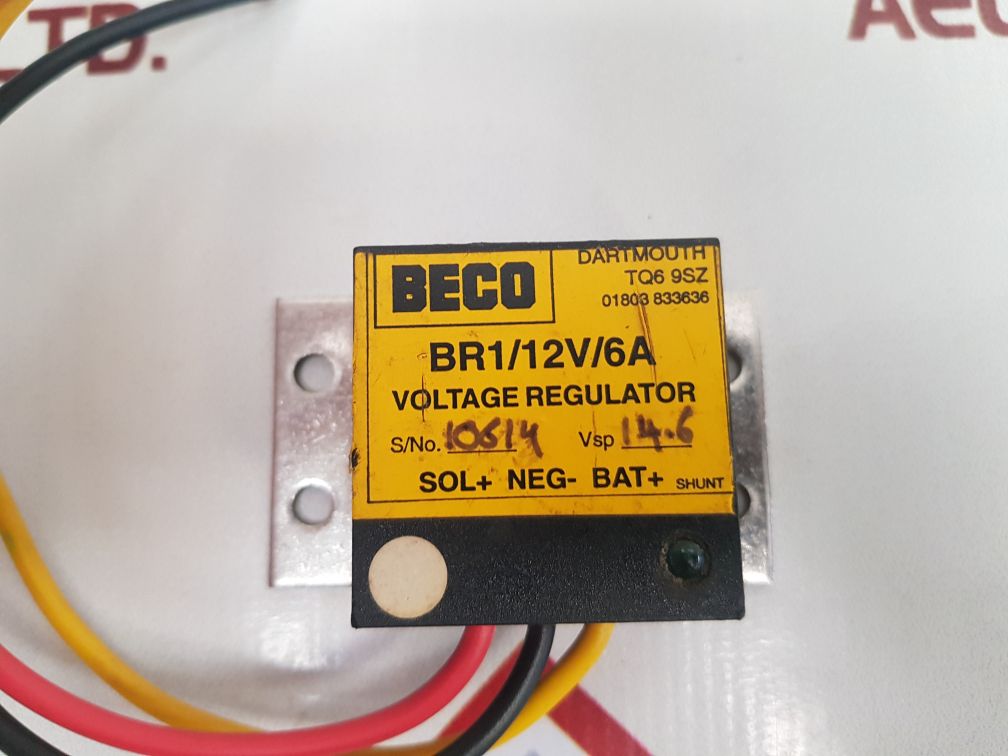 LTD.
BECO
DARTMOUTH
TQ6 9SZ
01803 833636
BR1/12V/6A
VOLTAGE REGULATOR
S/No. 10614 Vsp 14.6
SOL+ NEG- BAT+ SHUNT